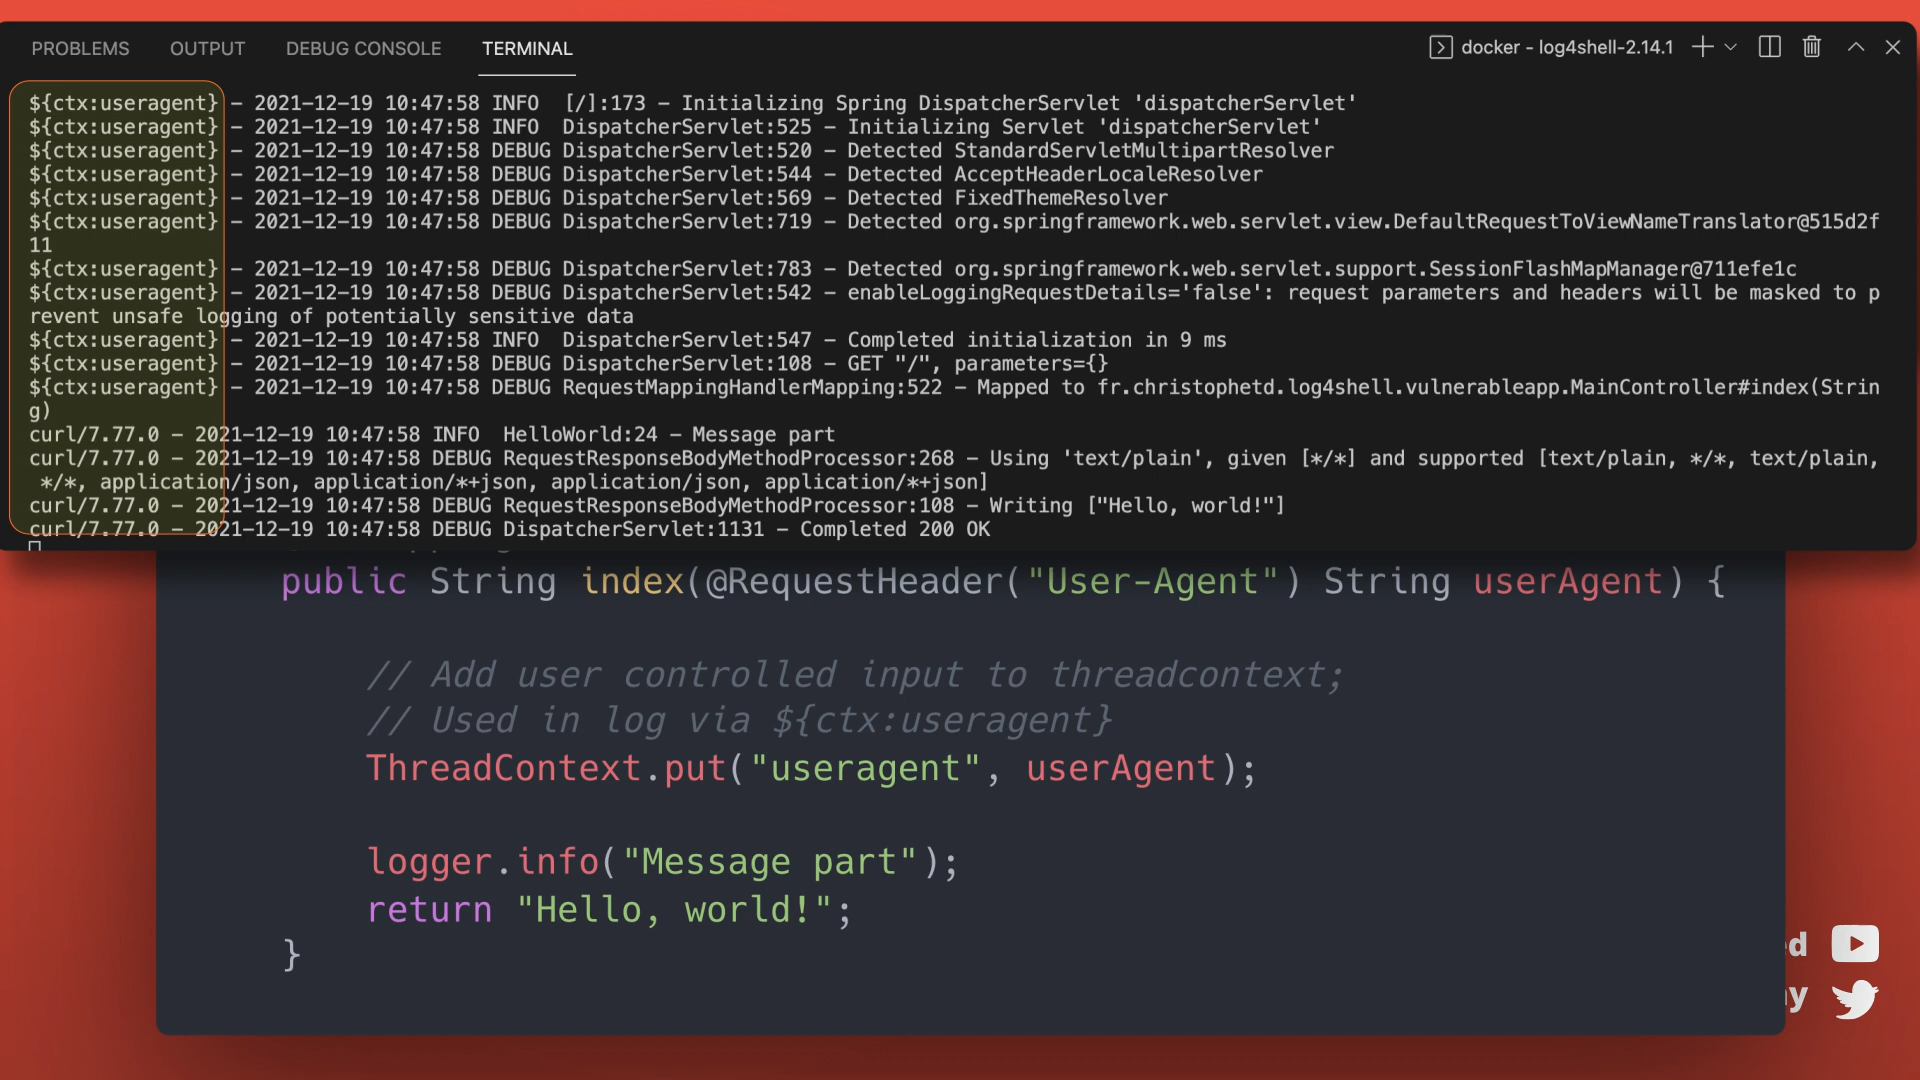 PROBLEMS OUTPUT DEBUG CONSOLE TERMINAL docker - log4shell-2.14.1
${ctx:useragent} - 2021-12-19 10:47:58 INFO  [/]:173 - Initializing Spring DispatcherServlet 'dispatcherServlet'
${ctx:useragent} - 2021-12-19 10:47:58 INFO  DispatcherServlet:525 - Initializing Servlet 'dispatcherServlet'
${ctx:useragent} - 2021-12-19 10:47:58 DEBUG DispatcherServlet:520 - Detected StandardServletMultipartResolver
${ctx:useragent} - 2021-12-19 10:47:58 DEBUG DispatcherServlet:544 - Detected AcceptHeaderLocaleResolver
${ctx:useragent} - 2021-12-19 10:47:58 DEBUG DispatcherServlet:569 - Detected FixedThemeResolver
${ctx:useragent} - 2021-12-19 10:47:58 DEBUG DispatcherServlet:719 - Detected org.springframework.web.servlet.view.DefaultRequestToViewNameTranslator@515d2f
11
${ctx:useragent} - 2021-12-19 10:47:58 DEBUG DispatcherServlet:783 - Detected org.springframework.web.servlet.support.SessionFlashMapManager@711efe1c
${ctx:useragent} - 2021-12-19 10:47:58 DEBUG DispatcherServlet:542 - enableLoggingRequestDetails='false': request parameters and headers will be masked to p
revent unsafe logging of potentially sensitive data
${ctx:useragent} - 2021-12-19 10:47:58 INFO  DispatcherServlet:547 - Completed initialization in 9 ms
${ctx:useragent} - 2021-12-19 10:47:58 DEBUG DispatcherServlet:108 - GET "/", parameters={}
${ctx:useragent} - 2021-12-19 10:47:58 DEBUG RequestMappingHandlerMapping:522 - Mapped to fr.christophetd.log4shell.vulnerableapp.MainController#index(Strin
g)
curl/7.77.0 - 2021-12-19 10:47:58 INFO  HelloWorld:24 - Message part
curl/7.77.0 - 2021-12-19 10:47:58 DEBUG RequestResponseBodyMethodProcessor:268 - Using 'text/plain', given [*/*] and supported [text/plain, */*, text/plain,
*/*, application/json, application/*+json, application/json, application/*+json]
curl/7.77.0 - 2021-12-19 10:47:58 DEBUG RequestResponseBodyMethodProcessor:108 - Writing ["Hello, world!"]
curl/7.77.0 - 2021-12-19 10:47:58 DEBUG DispatcherServlet:1131 - Completed 200 OK
public String index(@RequestHeader("User-Agent") String userAgent) {
// Add user controlled input to threadcontext;
// Used in log via ${ctx:useragent}
ThreadContext.put("useragent", userAgent);
logger.info("Message part");
return "Hello, world!";
}